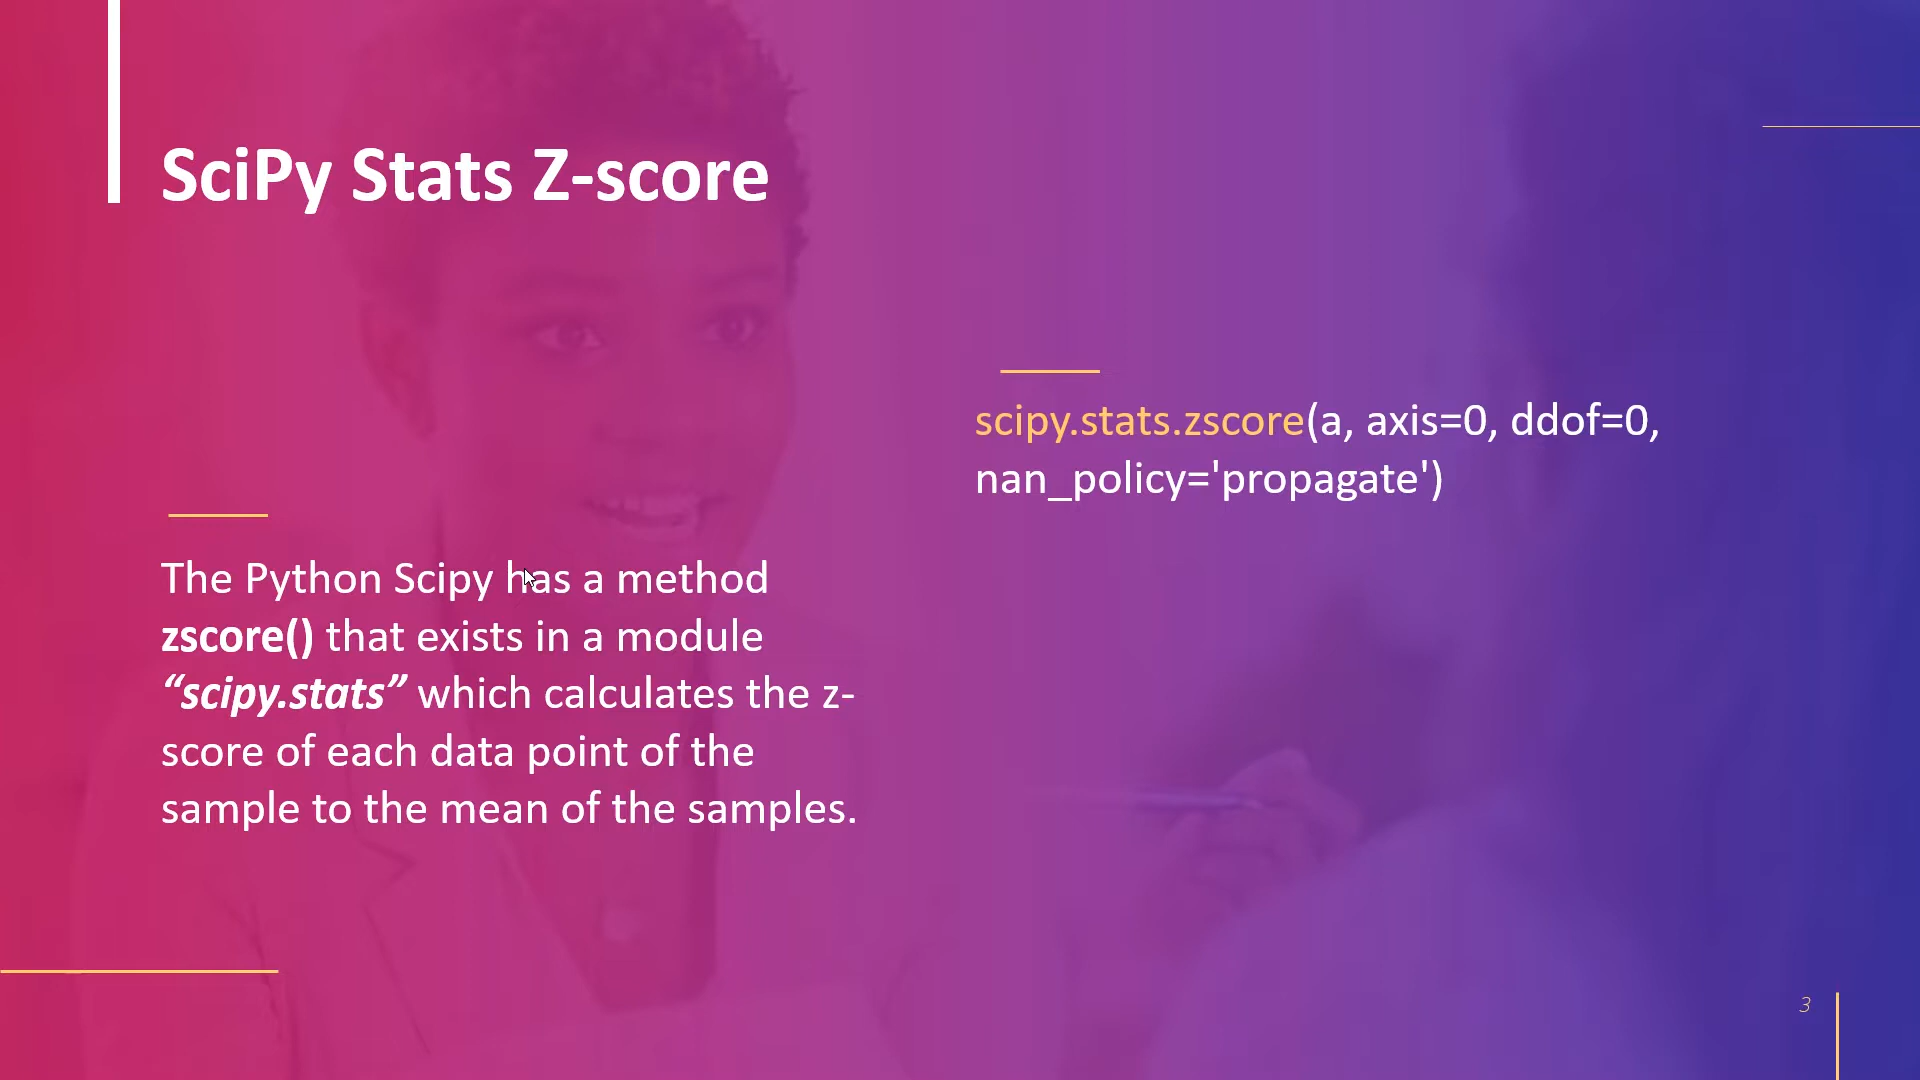 SciPy Stats Z-score
The Python Scipy has a method
zscore() that exists in a module
“scipy.stats” which calculates the z-
score of each data point of the
sample to the mean of the samples.
scipy.stats.zscore(a, axis=0, ddof=0,
nan_policy='propagate')
3